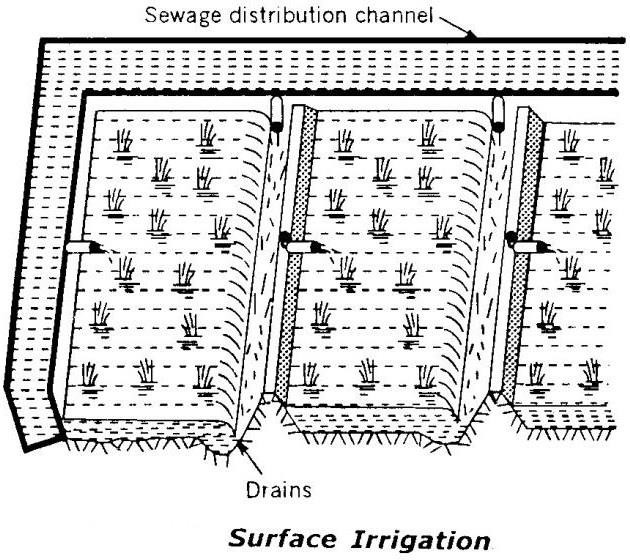 Sewage distribution channel
Drains
Surface Irrigation